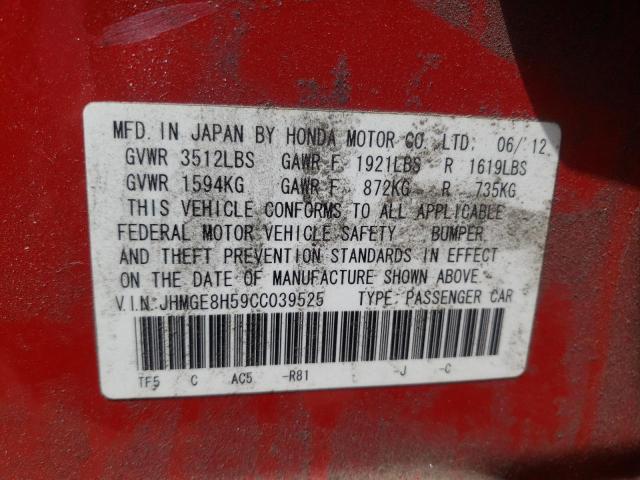 MFD. IN JAPAN BY HONDA MOTOR CO. LTD: 06/12
GVWR 3512LBS GAWR F 1921LBS R 1619LBS
GVWR 1594KG GAWR F 872KG R 735KG
THIS VEHICLE CONFORMS TO ALL APPLICABLE
FEDERAL MOTOR VEHICLE SAFETY BUMPER
AND THEFT PREVENTION STANDARDS IN EFFECT
ON THE DATE OF MANUFACTURE SHOWN ABOVE.
V.I.N: JHMGE8H59CC039525 TYPE: PASSENGER CAR
TF5 C AC5 -R81 -J -C